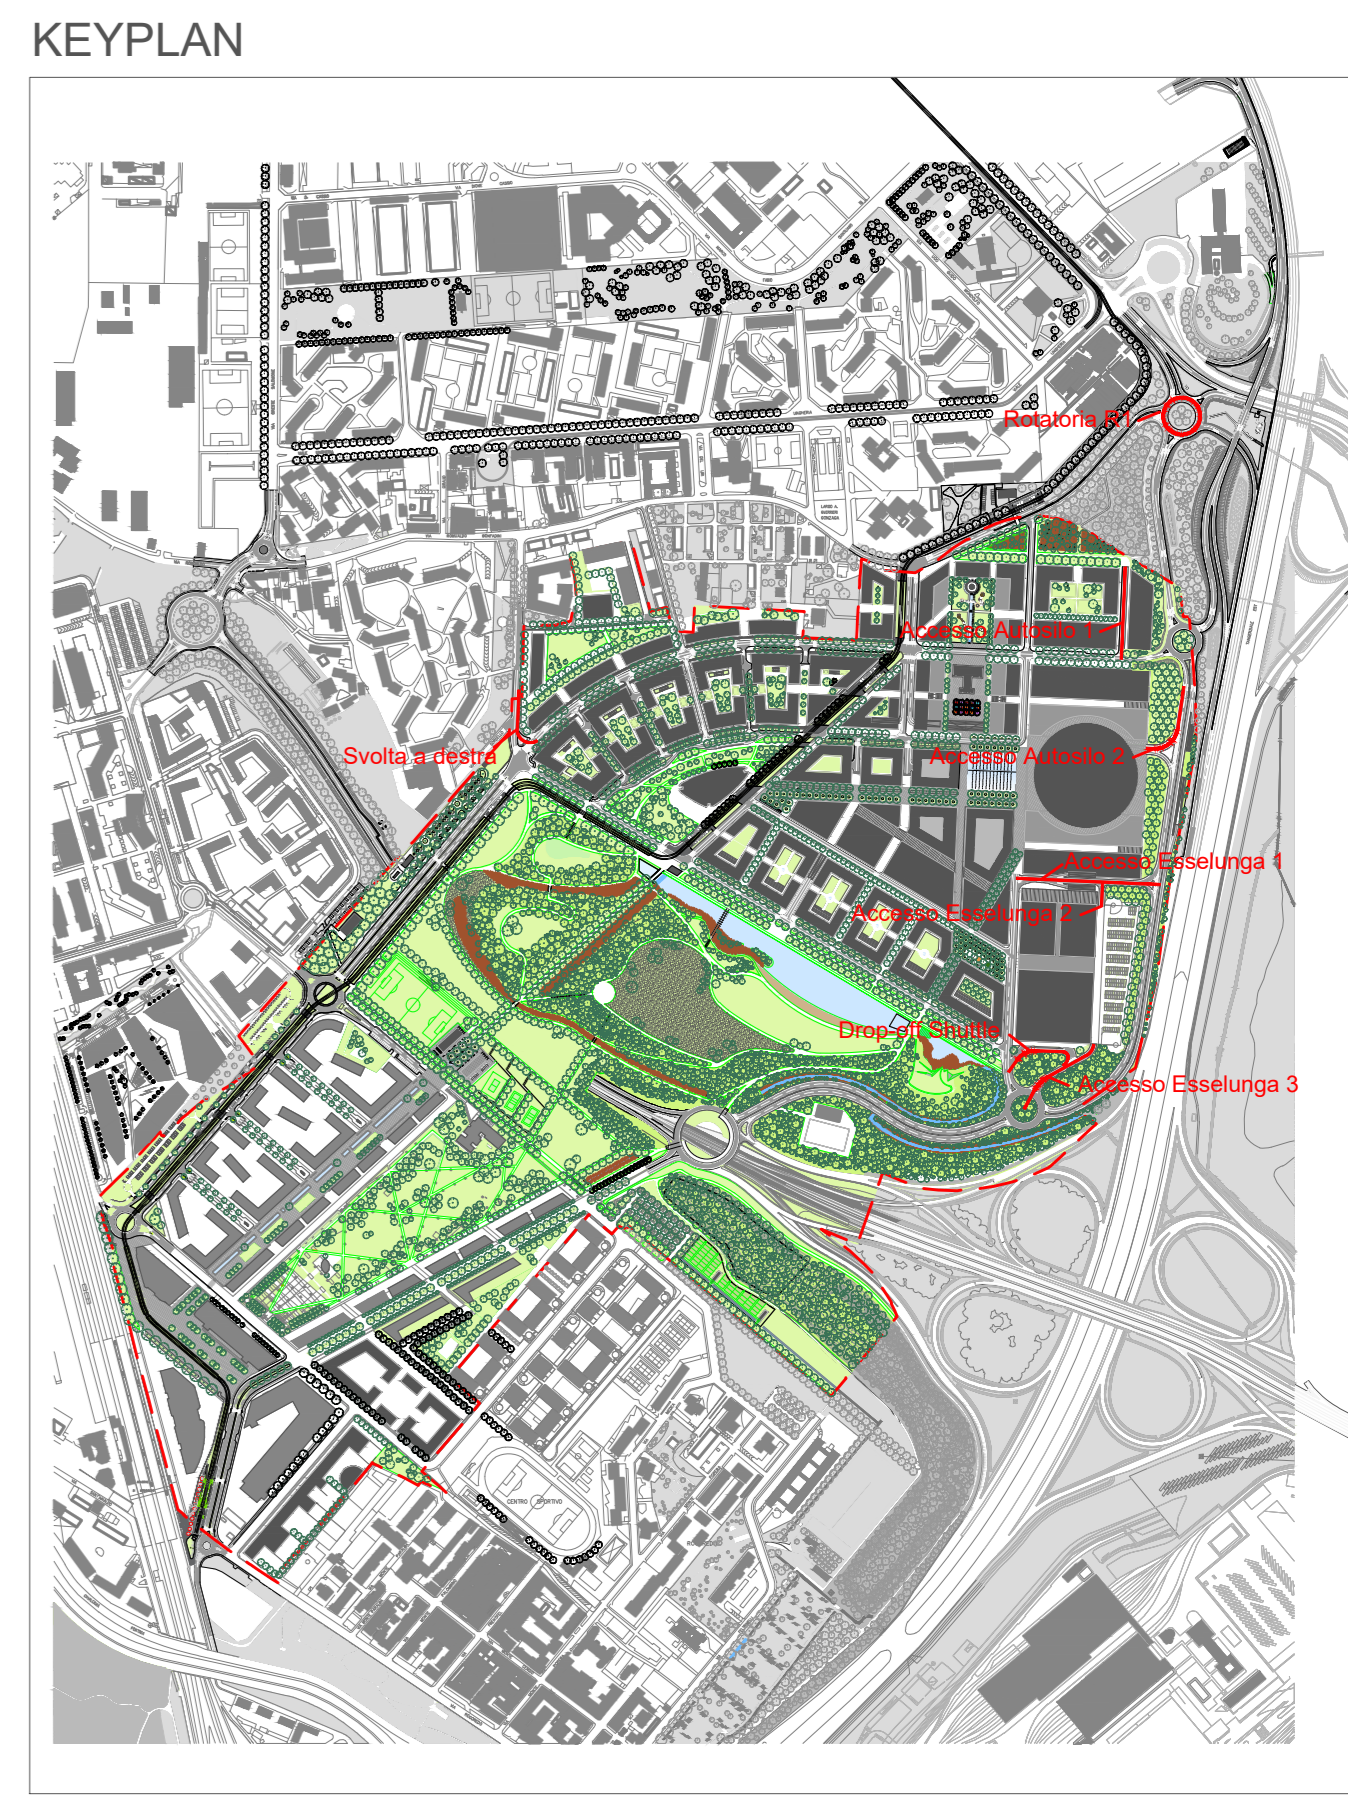 KEYPLAN
Rotatoria R1
Accesso Autosilo 1
Svolta a destra
Accesso Autosilo 2
Accesso Esselunga 1
Accesso Esselunga 2
Drop-off Shuttle
Accesso Esselunga 3
CENTRO SPORTIVO